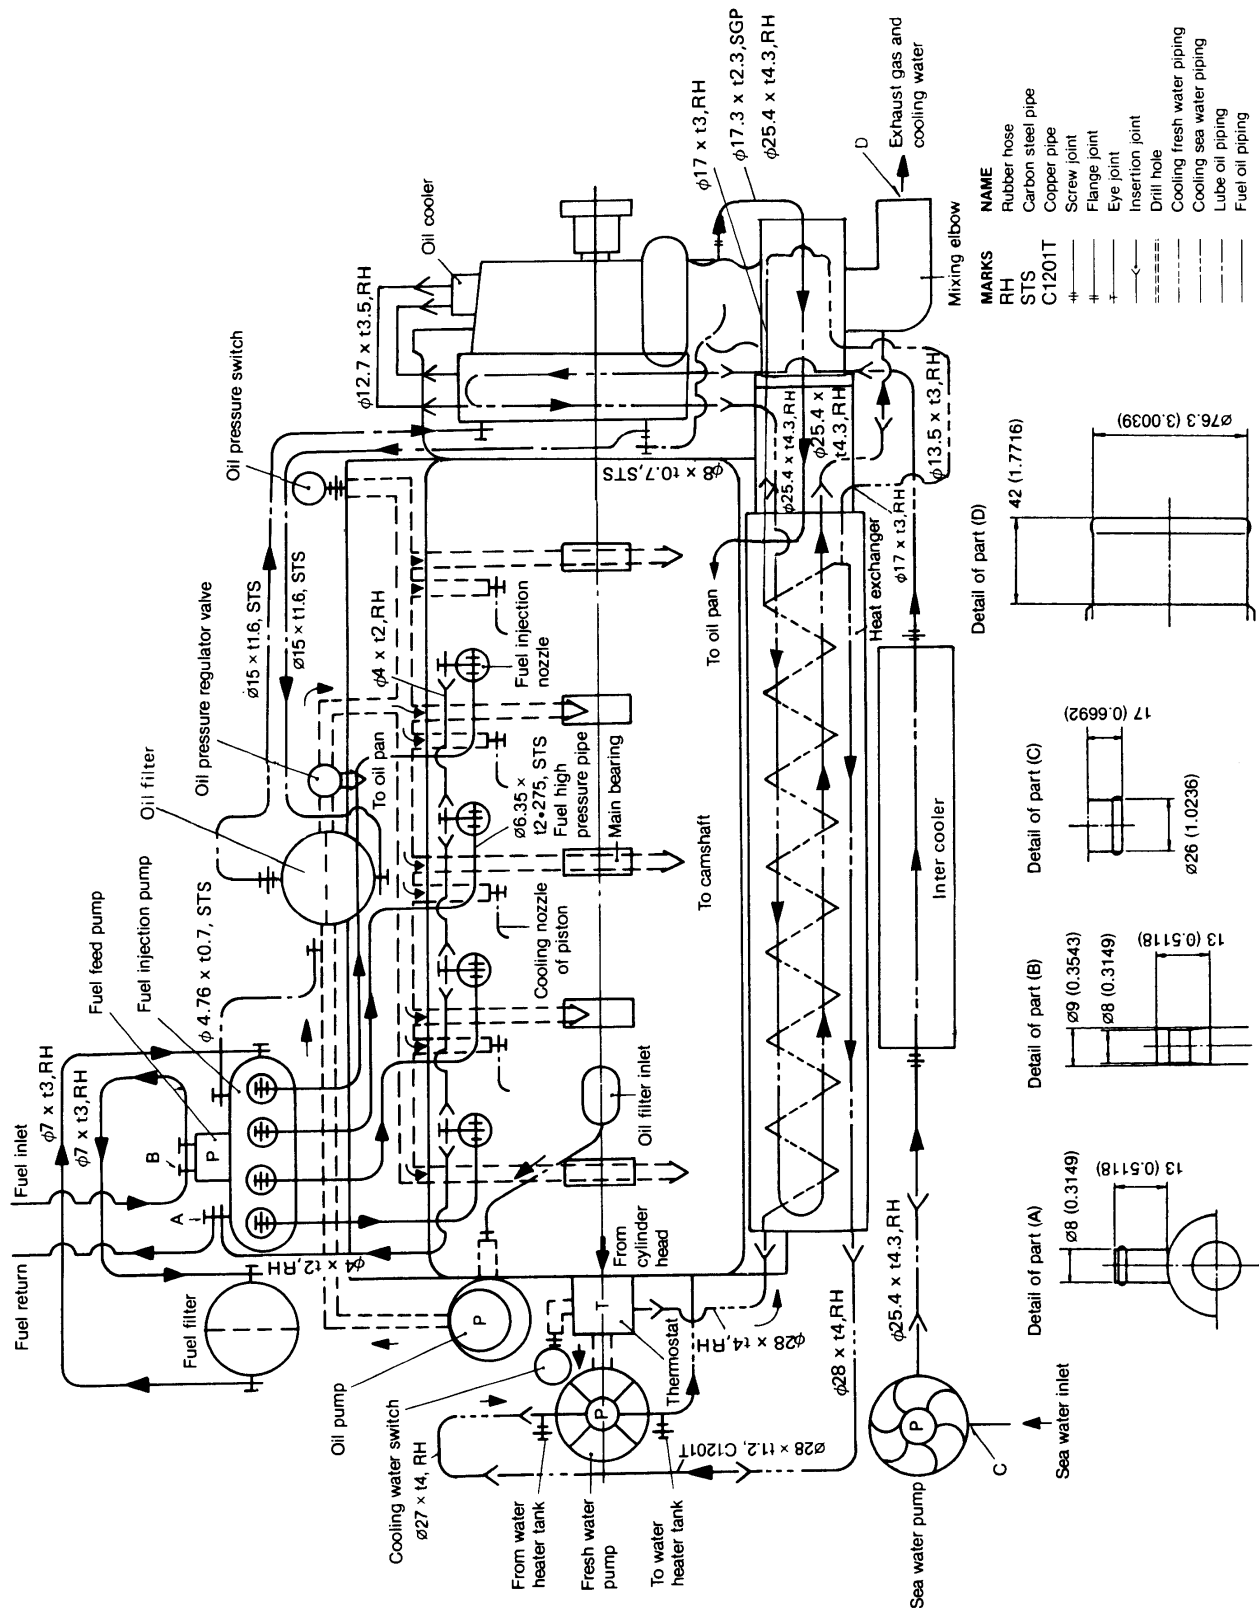 Fuel inlet
Fuel return
Fuel filter
B
A
P
ϕ7 x t3,RH
ϕ7 x t3,RH
Fuel feed pump
Fuel injection pump
ϕ4.76 x t0.7, STS
Oil filter
Oil pressure regulator valve
Ø15 x t1.6, STS
Ø15 x t1.6, STS
Oil pressure switch
ϕ12.7 x t3.5,RH
Oil cooler
To oil pan
ϕ4 x t2,RH
ϕ4 x t2,RH
ϕ8 x t0.7,STS
Oil pump
P
Cooling water switch
Ø27 x t4, RH
From water
heater tank
Fresh water
pump
To water
heater tank
P
T
Thermostat
From
cylinder
head
Oil filter inlet
Cooling nozzle
of piston
Ø6.35 x
t2•275, STS
Fuel high
pressure pipe
Main bearing
Fuel injection
nozzle
To camshaft
To oil pan
ϕ17 x t3,RH
ϕ17.3 x t2.3,SGP
ϕ25.4 x t4.3,RH
ϕ25.4 x t4.3,RH
ϕ25.4 x
t4.3,RH
ϕ13.5 x t3,RH
ϕ17 x t3,RH
Heat exchanger
D
Exhaust gas and
cooling water
Mixing elbow
ϕ28 x t4,RH
Ø28 x t1.2, C1201T
ϕ28 x t4,RH
ϕ25.4 x t4.3,RH
Inter cooler
Sea water pump
P
C
Sea water inlet
MARKS NAME
RH Rubber hose
STS Carbon steel pipe
C1201T Copper pipe
Screw joint
Flange joint
Eye joint
Insertion joint
Drill hole
Cooling fresh water piping
Cooling sea water piping
Lube oil piping
Fuel oil piping
Detail of part (A)
Ø8 (0.3149)
13 (0.5118)
Detail of part (B)
Ø9 (0.3543)
Ø8 (0.3149)
13 (0.5118)
Detail of part (C)
17 (0.6692)
Ø26 (1.0236)
Detail of part (D)
42 (1.7716)
Ø76.3 (3.0039)